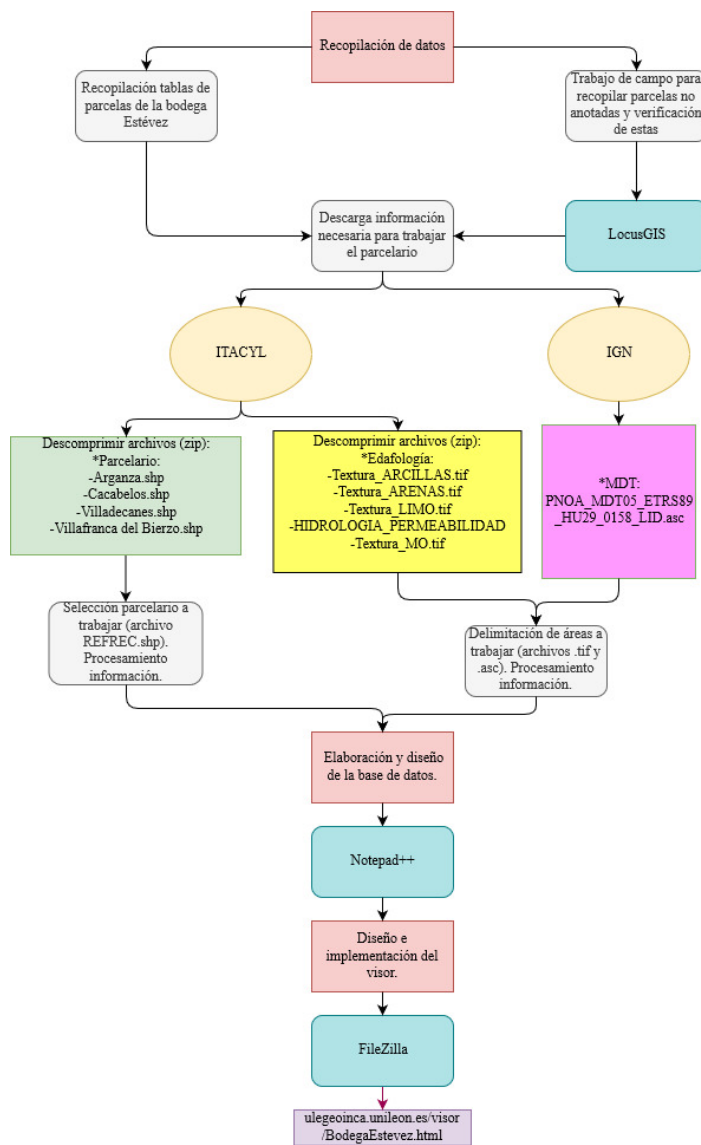 Recopilación de datos
Recopilación tablas de
parcelas de la bodega
Estévez
Trabajo de campo para
recopilar parcelas no
anotadas y verificación
de estas
Descarga información
necesaria para trabajar
el parcelario
LocusGIS
ITACYL
IGN
Descomprimir archivos (zip):
*Parcelario:
-Arganza.shp
-Cacabelos.shp
-Villadecanes.shp
-Villafranca del Bierzo.shp
Descomprimir archivos (zip):
*Edafología:
-Textura_ARCILLAS.tif
-Textura_ARENAS.tif
-Textura_LIMO.tif
-HIDROLOGIA_PERMEABILIDAD
-Textura_MO.tif
*MDT:
PNOA_MDT05_ETRS89
_HU29_0158_LID.asc
Selección parcelario a
trabajar (archivo
REFREC.shp).
Procesamiento
información.
Delimitación de áreas a
trabajar (archivos .tif y
.asc). Procesamiento
información.
Elaboración y diseño
de la base de datos.
Notepad++
Diseño e
implementación del
visor.
FileZilla
ulegeoinca.unileon.es/visor
/BodegaEstevez.html